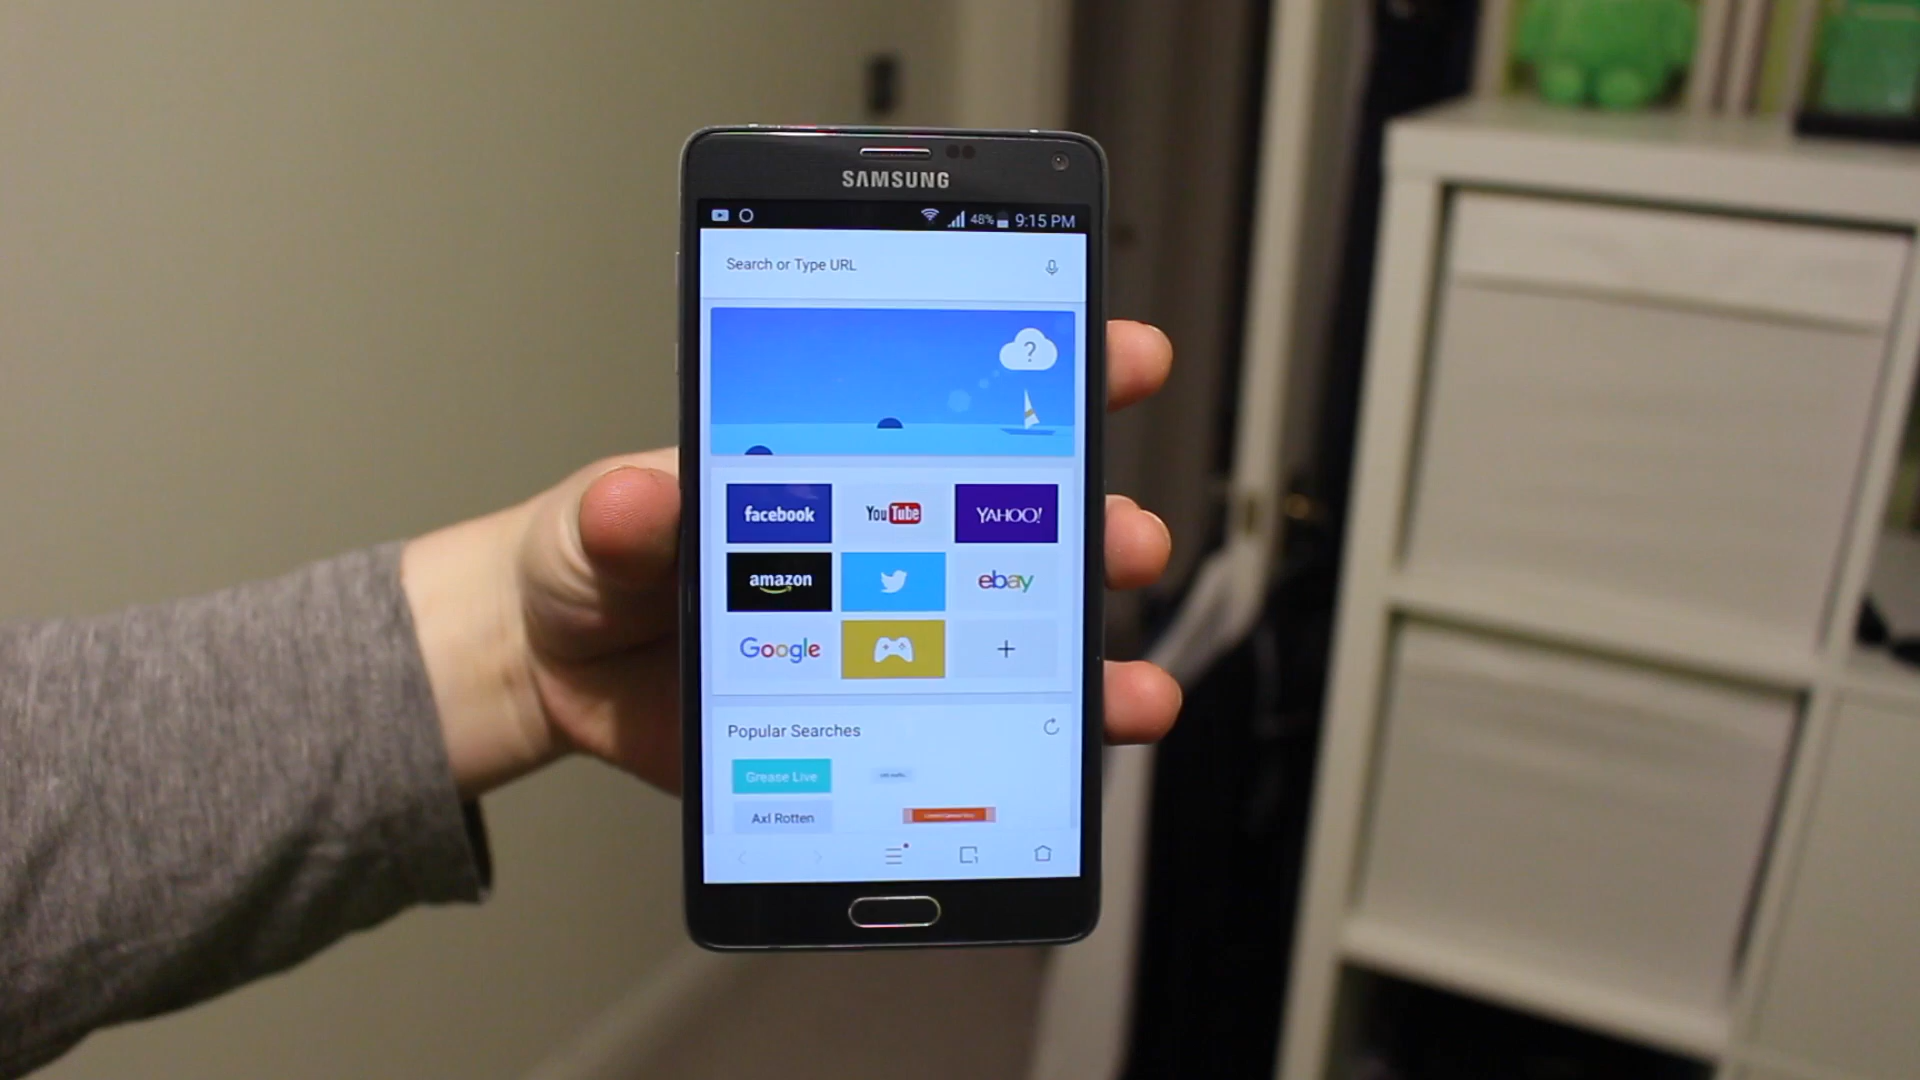 SAMSUNG
48% 9:15 PM
Search or Type URL
?
facebook
YouTube
YAHOO!
amazon
ebay
Google
+
Popular Searches
Grease Live
Axl Rotten
1